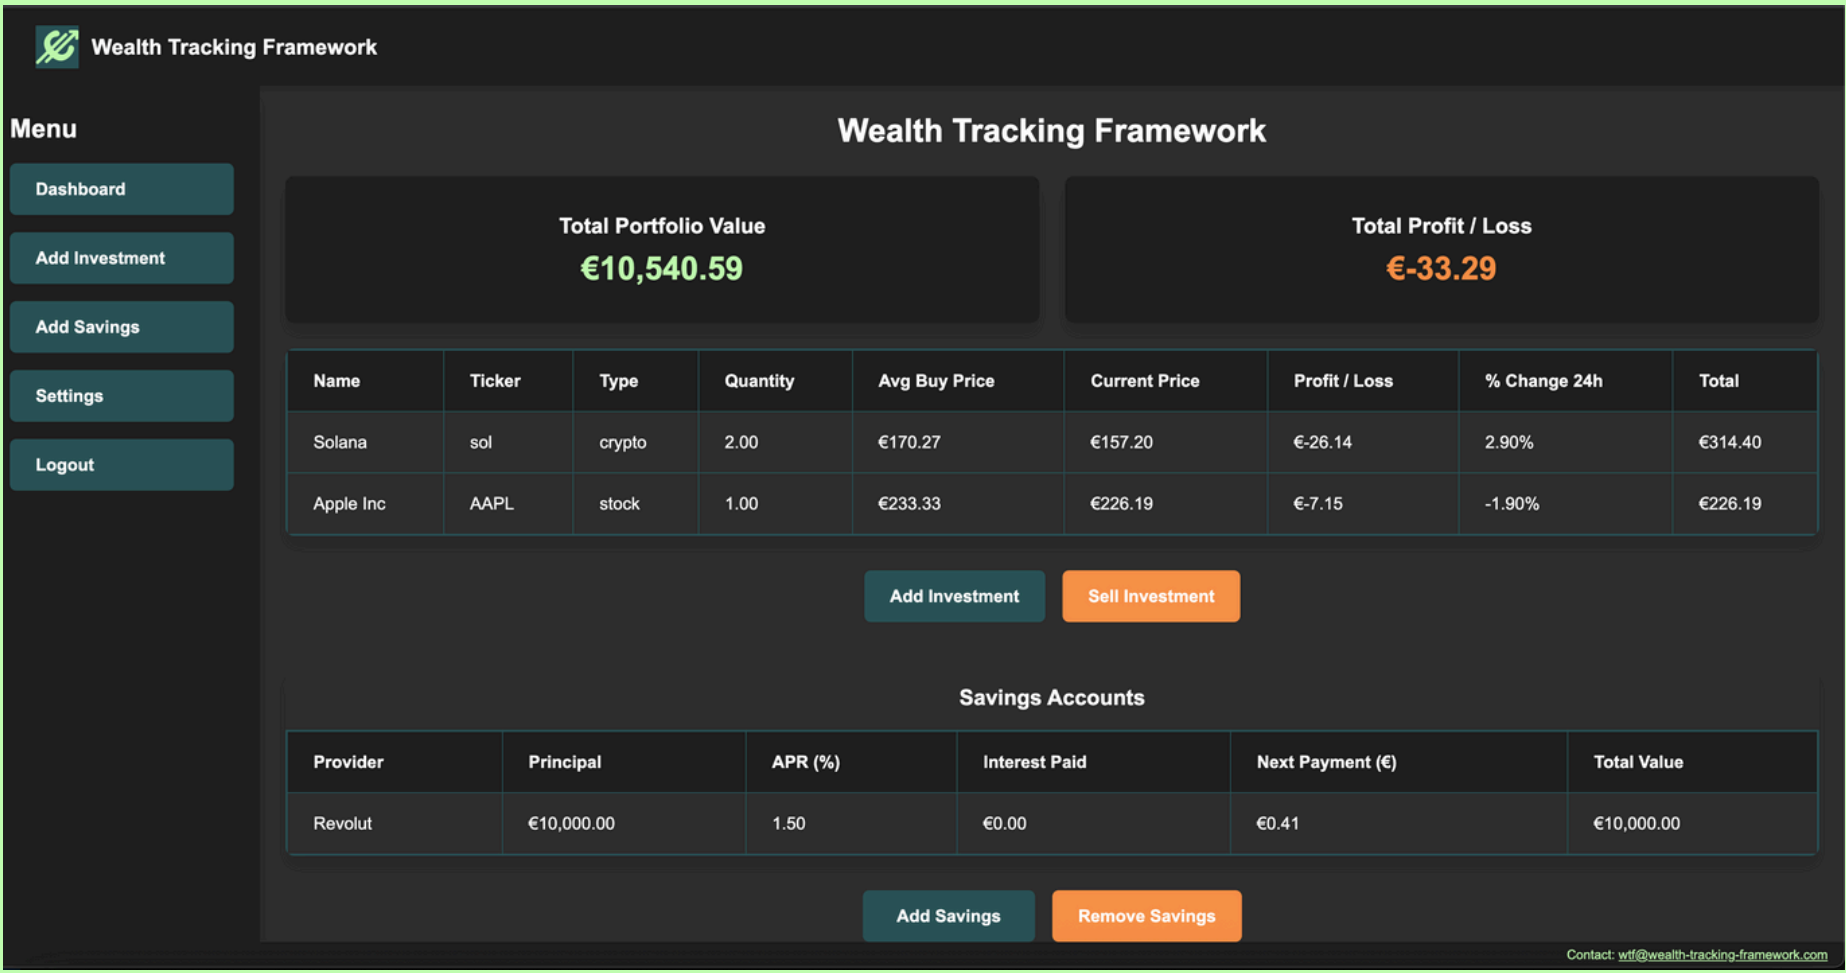 Wealth Tracking Framework
Menu
Dashboard
Add Investment
Add Savings
Settings
Logout
Wealth Tracking Framework
Total Portfolio Value
€10,540.59
Total Profit / Loss
€-33.29
Name Ticker Type Quantity Avg Buy Price Current Price Profit / Loss % Change 24h Total
Solana sol crypto 2.00 €170.27 €157.20 €-26.14 2.90% €314.40
Apple Inc AAPL stock 1.00 €233.33 €226.19 €-7.15 -1.90% €226.19
Add Investment Sell Investment
Savings Accounts
Provider Principal APR (%) Interest Paid Next Payment (€) Total Value
Revolut €10,000.00 1.50 €0.00 €0.41 €10,000.00
Add Savings Remove Savings
Contact: wtf@wealth-tracking-framework.com